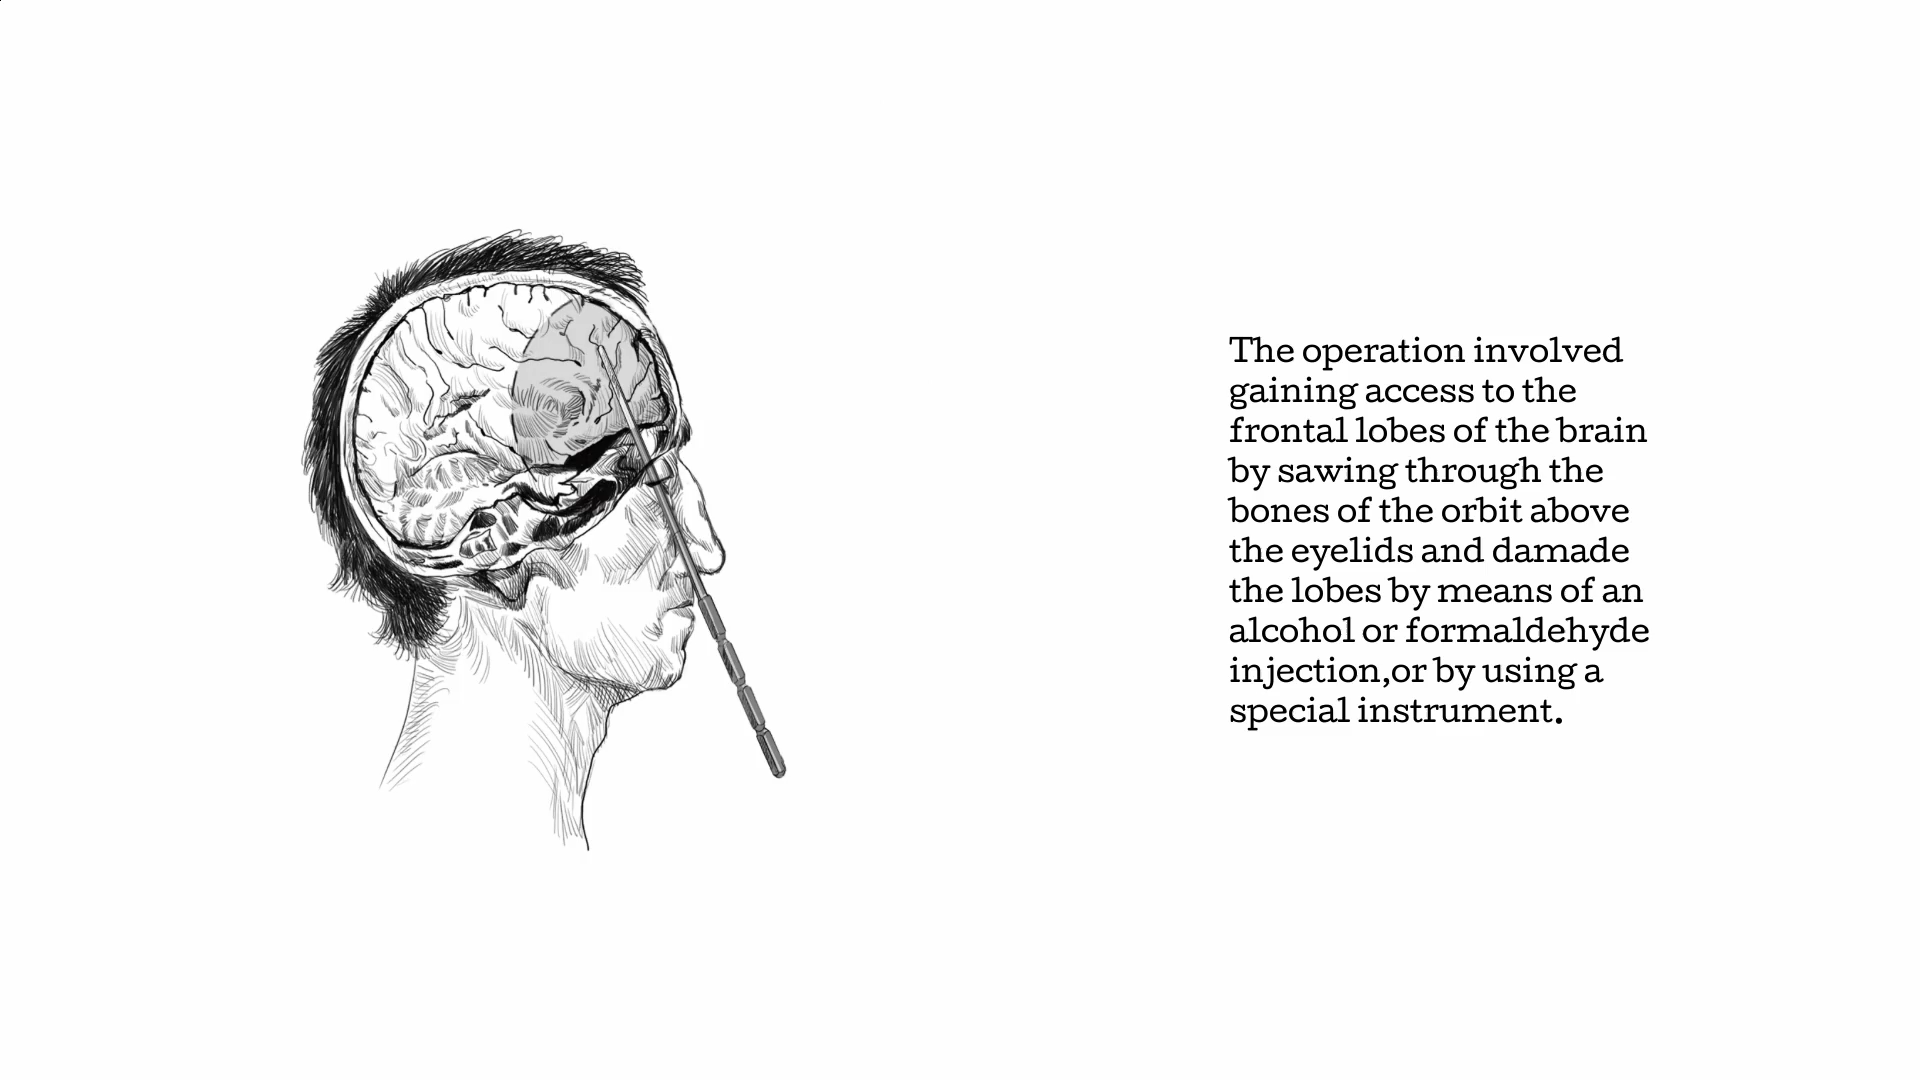 The operation involved
gaining access to the
frontal lobes of the brain
by sawing through the
bones of the orbit above
the eyelids and damade
the lobes by means of an
alcohol or formaldehyde
injection,or by using a
special instrument.